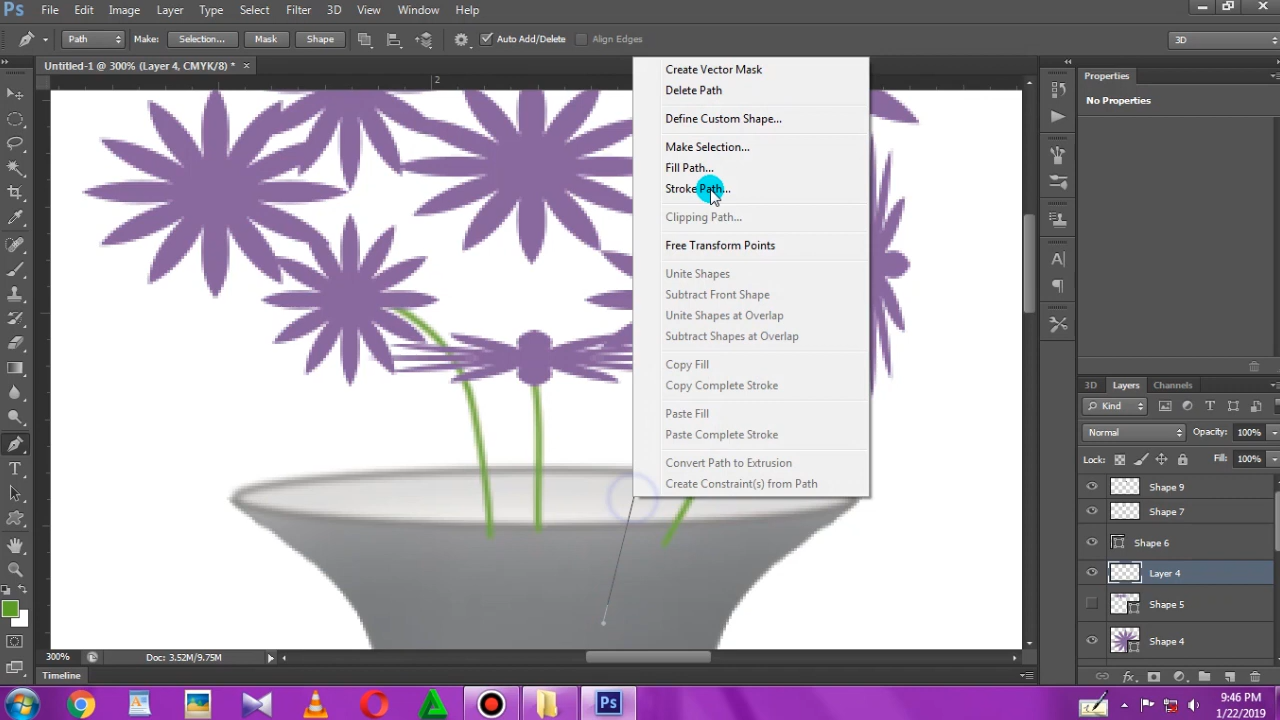 Ps File Edit Image Layer Type Select Filter 3D View Window Help
Path Make: Selection... Mask Shape Auto Add/Delete Align Edges 3D
Untitled-1 @ 300% (Layer 4, CMYK/8) * ×
2
Create Vector Mask
Delete Path
Define Custom Shape...
Make Selection...
Fill Path...
Stroke Path...
Clipping Path...
Free Transform Points
Unite Shapes
Subtract Front Shape
Unite Shapes at Overlap
Subtract Shapes at Overlap
Copy Fill
Copy Complete Stroke
Paste Fill
Paste Complete Stroke
Convert Path to Extrusion
Create Constraint(s) from Path
Properties
No Properties
3D Layers Channels
Kind
Normal Opacity: 100%
Lock: Fill: 100%
Shape 9
Shape 7
Shape 6
Layer 4
Shape 5
Shape 4
300% Doc: 3.52M/9.75M
Timeline
Ps
9:46 PM
1/22/2019